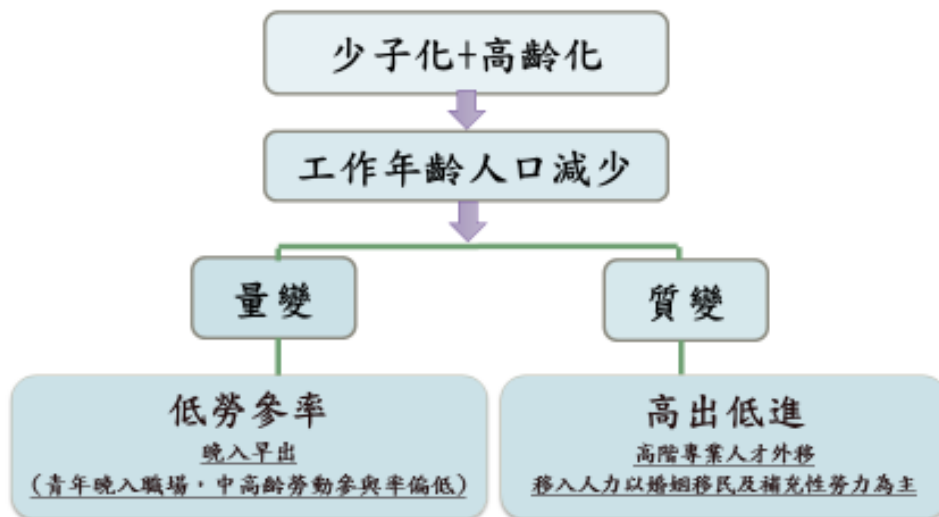 少子化+高齡化
工作年齡人口減少
量變
質變
低勞參率
晚入早出
(青年晚入職場，中高齡勞動參與率偏低)
高出低進
高階專業人才外移
移入人力以婚姻移民及補充性勞力為主